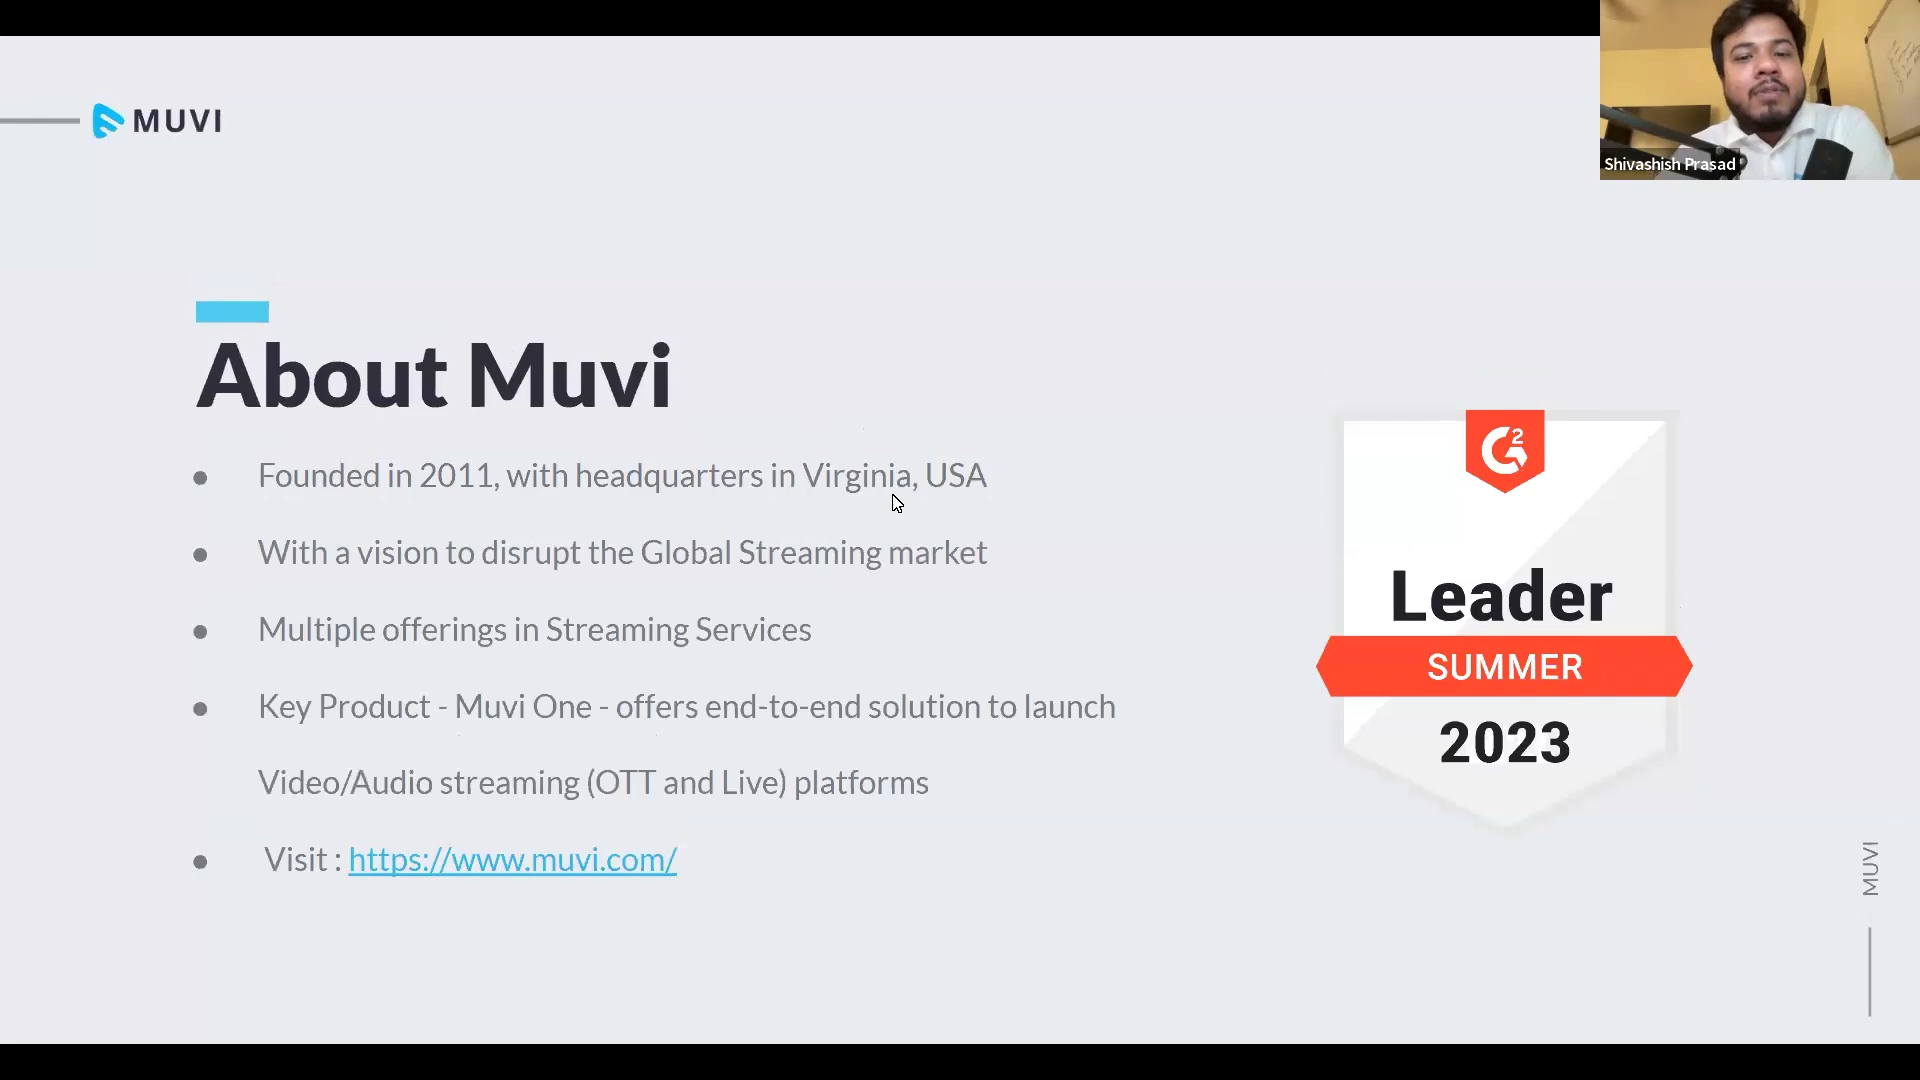 MUVI
Shivashish Prasad
About Muvi
● Founded in 2011, with headquarters in Virginia, USA
● With a vision to disrupt the Global Streaming market
● Multiple offerings in Streaming Services
● Key Product - Muvi One - offers end-to-end solution to launch
Video/Audio streaming (OTT and Live) platforms
● Visit : https://www.muvi.com/
G2
Leader
SUMMER
2023
MUVI